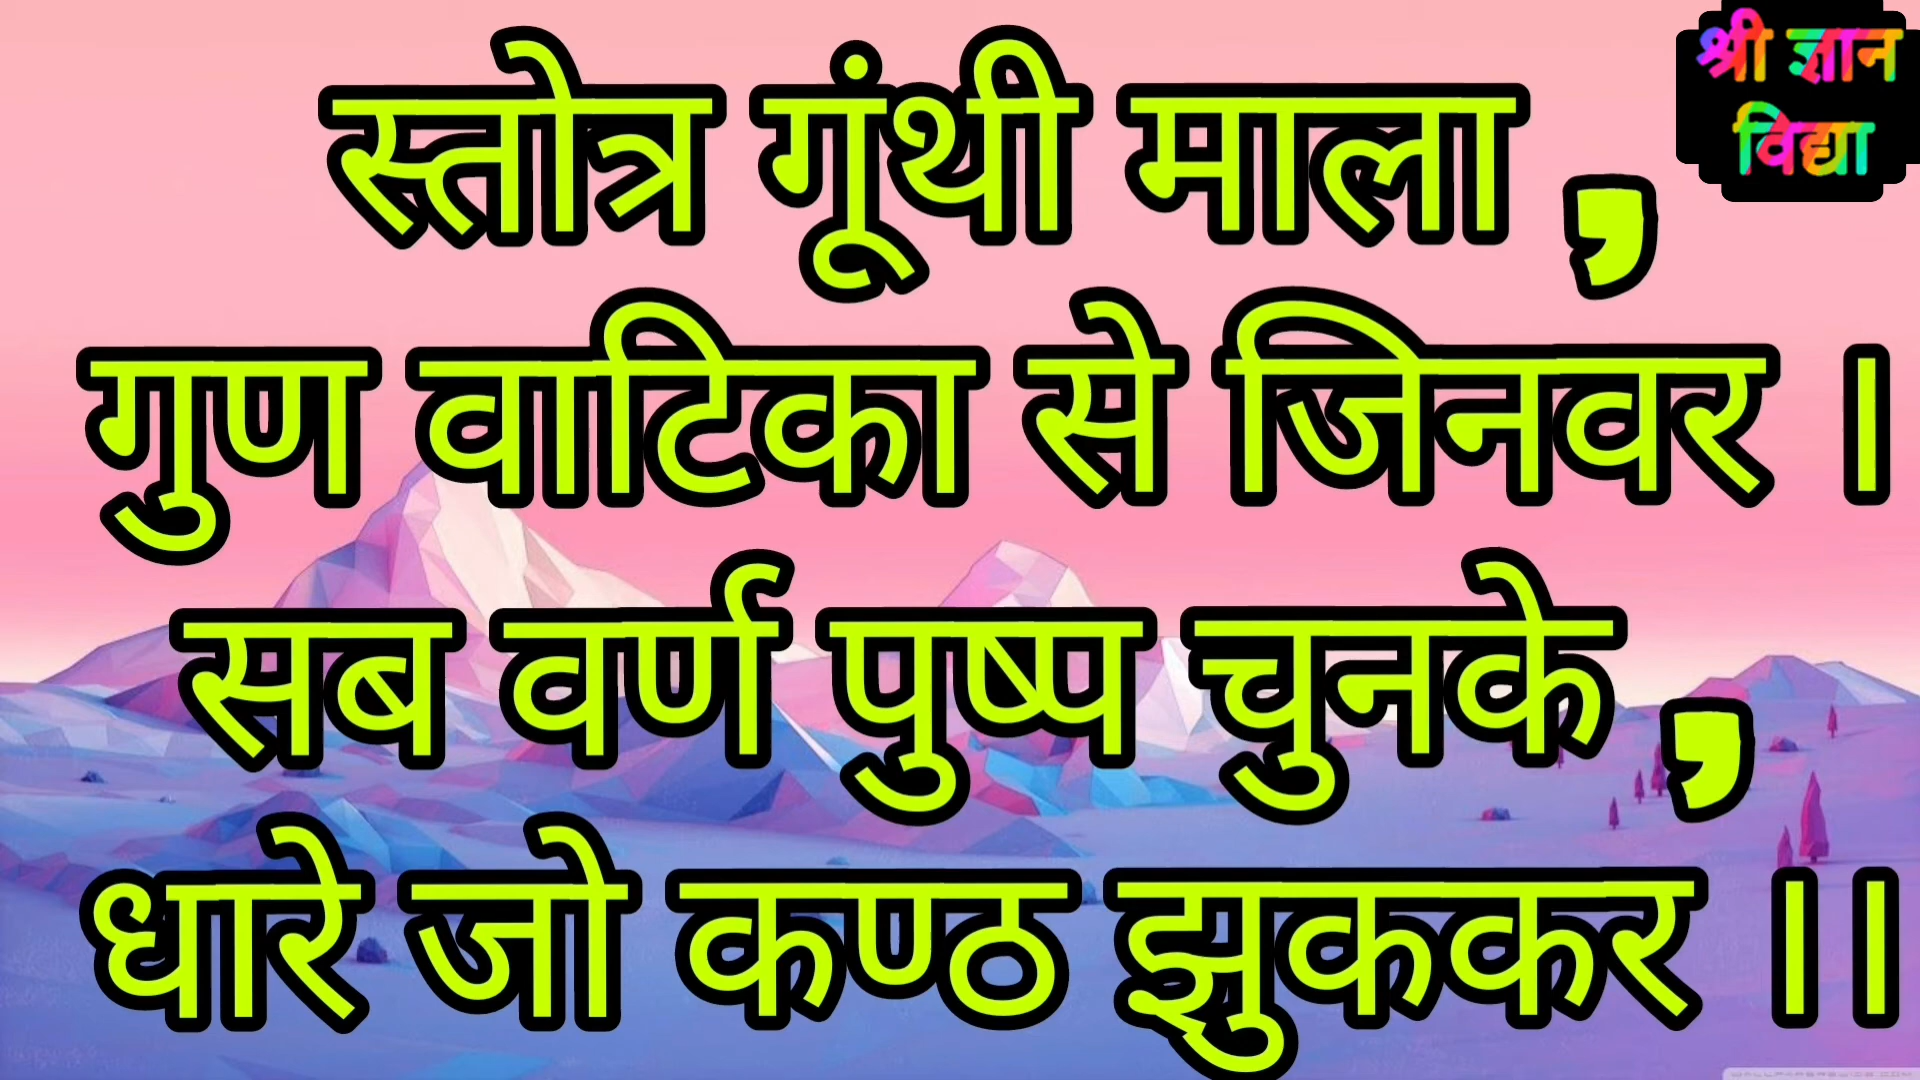 श्री ज्ञान
विद्या
स्तोत्र गूंथी माला ,
गुण वाटिका से जिनवर ।
सब वर्ण पुष्प चुनके ,
धारे जो कण्ठ झुककर ।।